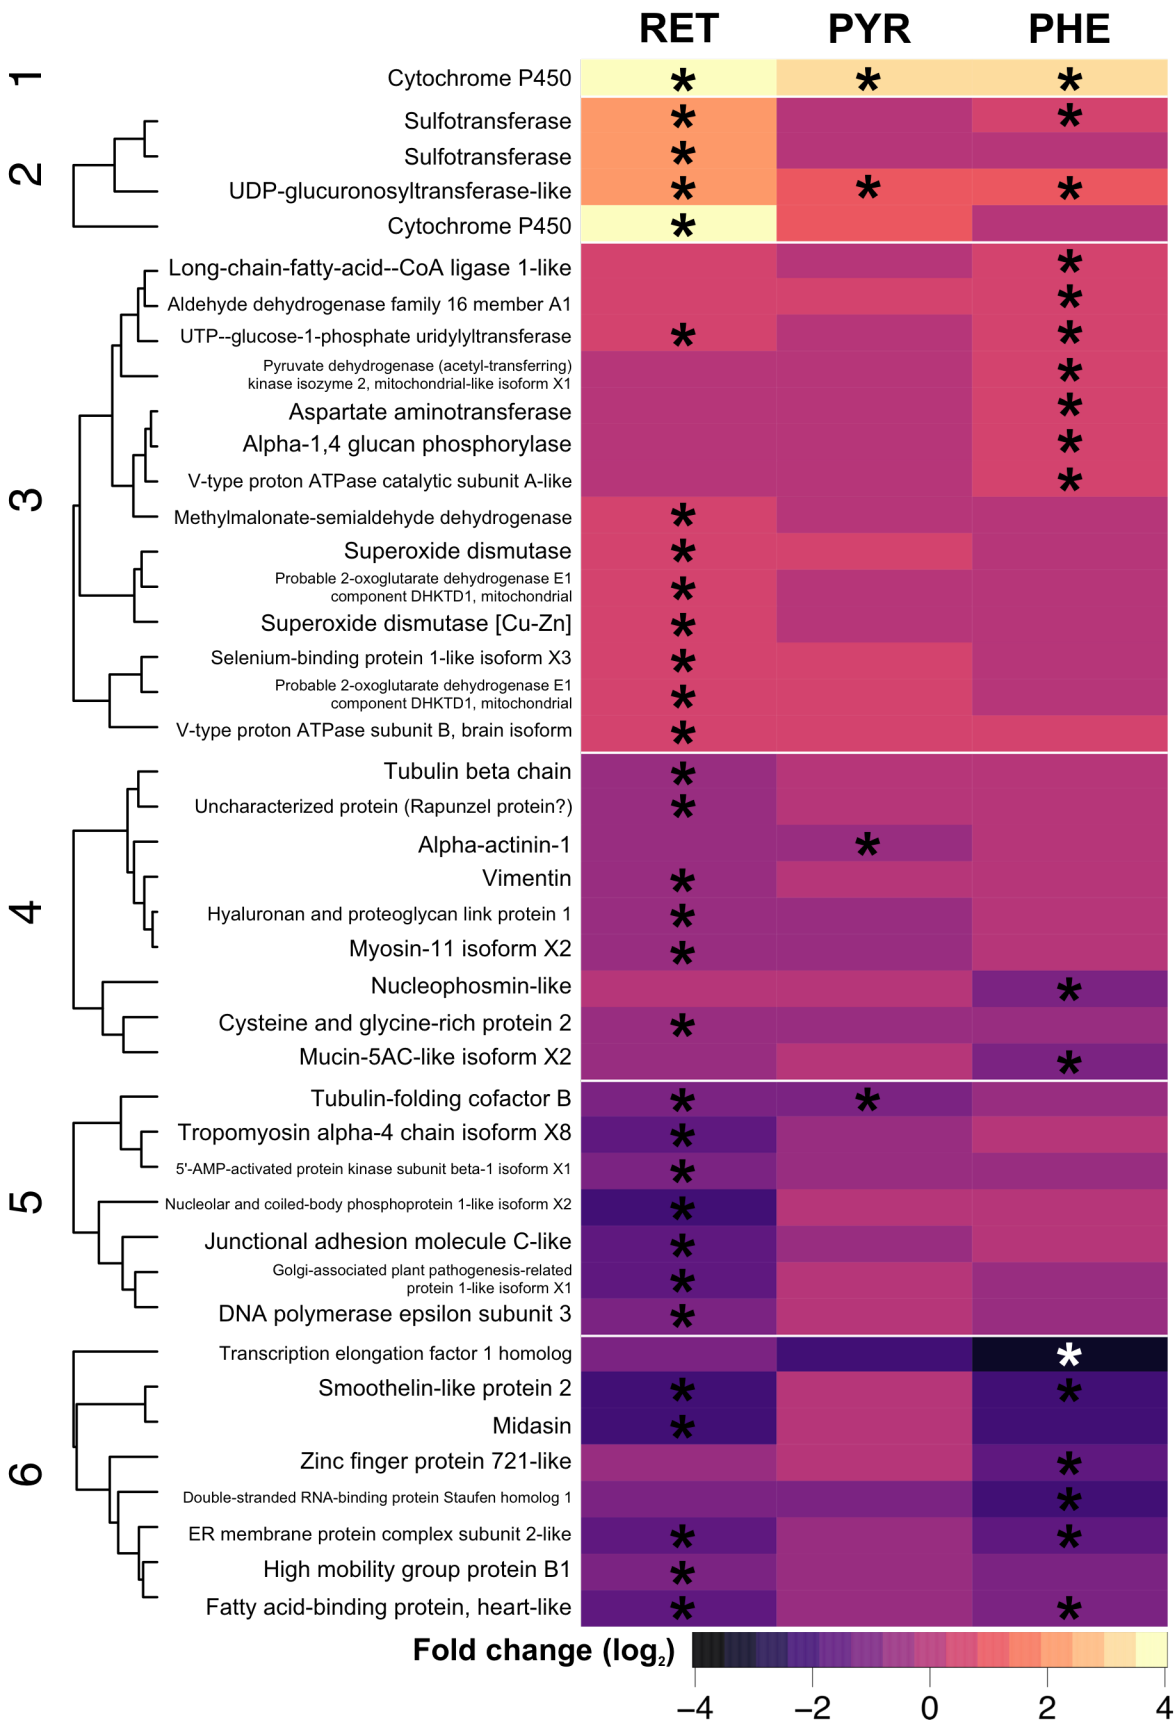 RET PYR PHE
1
Cytochrome P450 * * *
2
Sulfotransferase * *
Sulfotransferase *
UDP-glucuronosyltransferase-like * * *
Cytochrome P450 *
3
Long-chain-fatty-acid--CoA ligase 1-like *
Aldehyde dehydrogenase family 16 member A1 *
UTP--glucose-1-phosphate uridylyltransferase * *
Pyruvate dehydrogenase (acetyl-transferring)
kinase isozyme 2, mitochondrial-like isoform X1 *
Aspartate aminotransferase *
Alpha-1,4 glucan phosphorylase *
V-type proton ATPase catalytic subunit A-like *
Methylmalonate-semialdehyde dehydrogenase *
Superoxide dismutase *
Probable 2-oxoglutarate dehydrogenase E1
component DHKTD1, mitochondrial *
Superoxide dismutase [Cu-Zn] *
Selenium-binding protein 1-like isoform X3 *
Probable 2-oxoglutarate dehydrogenase E1
component DHKTD1, mitochondrial *
V-type proton ATPase subunit B, brain isoform *
4
Tubulin beta chain *
Uncharacterized protein (Rapunzel protein?) *
Alpha-actinin-1 *
Vimentin *
Hyaluronan and proteoglycan link protein 1 *
Myosin-11 isoform X2 *
Nucleophosmin-like *
Cysteine and glycine-rich protein 2 *
Mucin-5AC-like isoform X2 *
5
Tubulin-folding cofactor B * *
Tropomyosin alpha-4 chain isoform X8 *
5'-AMP-activated protein kinase subunit beta-1 isoform X1 *
Nucleolar and coiled-body phosphoprotein 1-like isoform X2 *
Junctional adhesion molecule C-like *
Golgi-associated plant pathogenesis-related
protein 1-like isoform X1 *
DNA polymerase epsilon subunit 3 *
6
Transcription elongation factor 1 homolog *
Smoothelin-like protein 2 * *
Midasin *
Zinc finger protein 721-like *
Double-stranded RNA-binding protein Staufen homolog 1 *
ER membrane protein complex subunit 2-like * *
High mobility group protein B1 *
Fatty acid-binding protein, heart-like * *
Fold change (log₂)
−4 −2 0 2 4